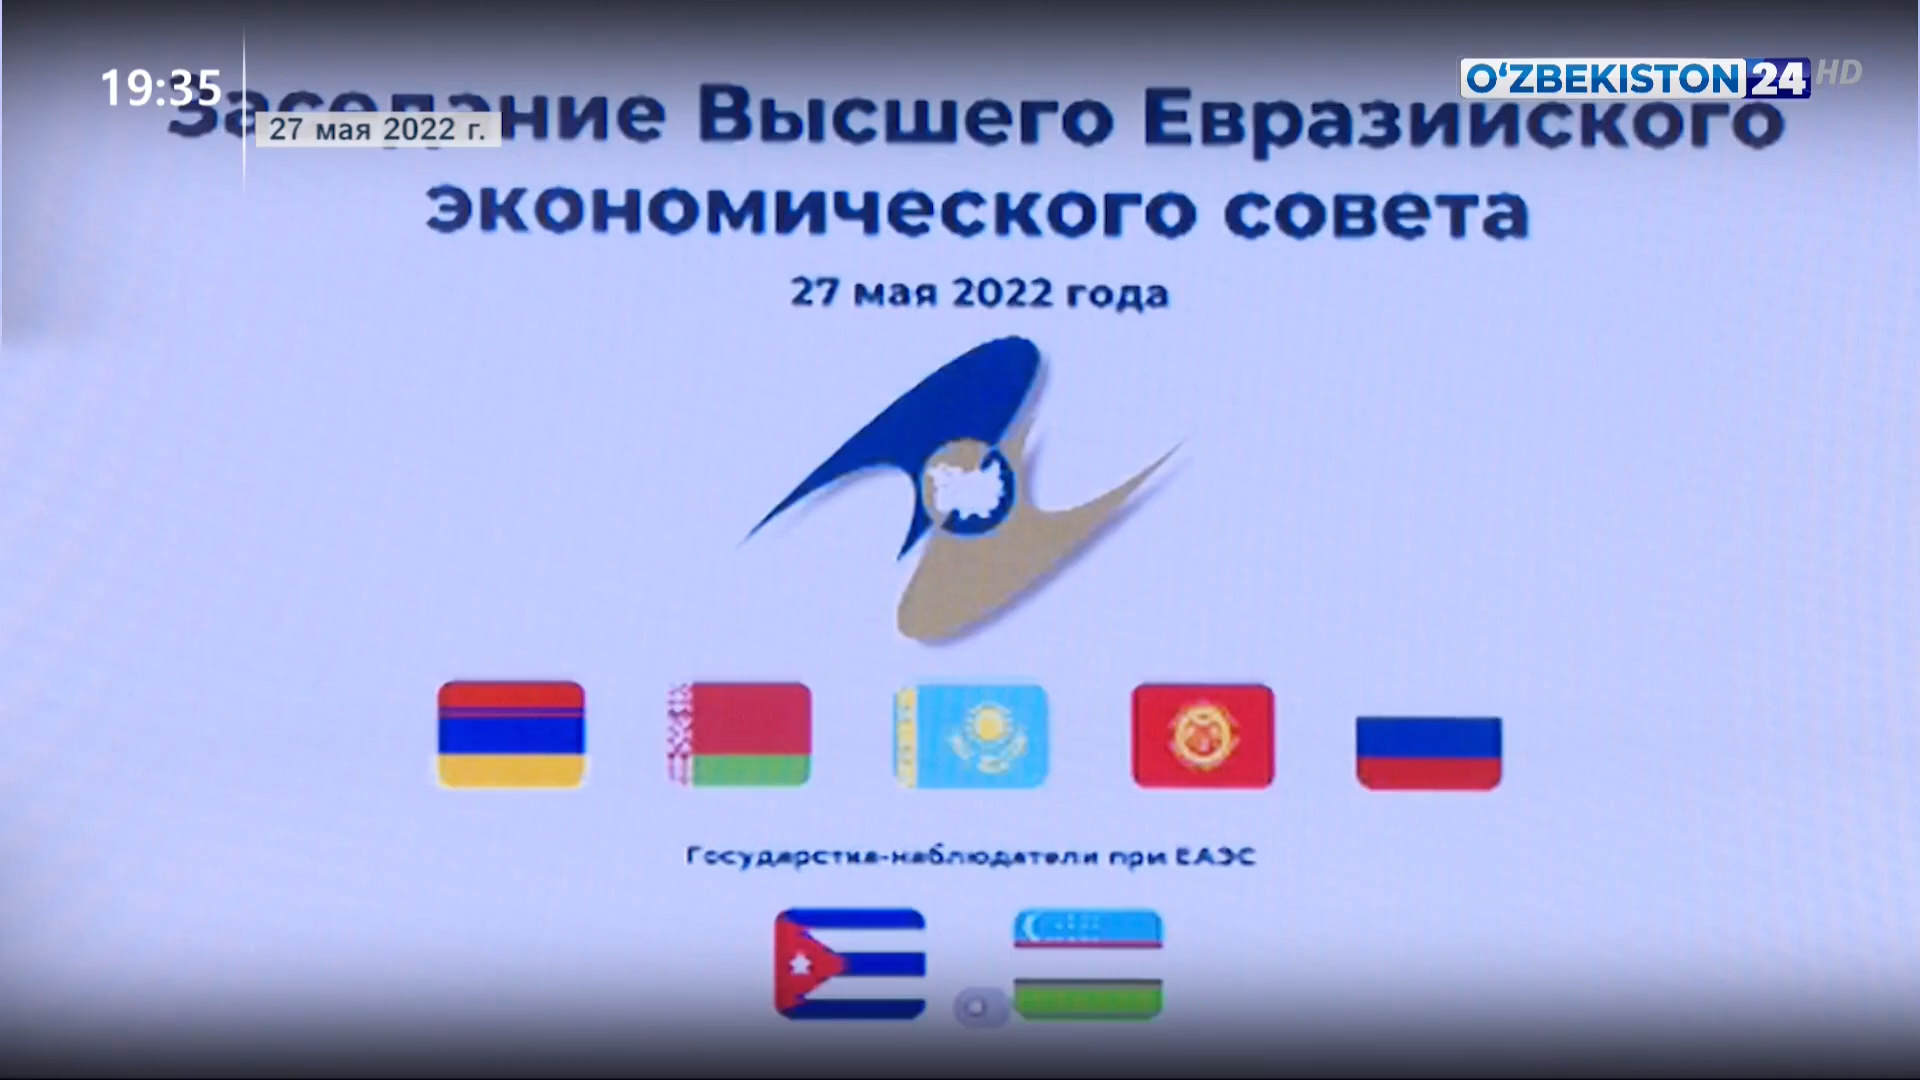 19:35
O'ZBEKISTON 24 HD
Заседание Высшего Евразийского
27 мая 2022 г.
экономического совета
27 мая 2022 года
Государства-наблюдатели при ЕАЭС